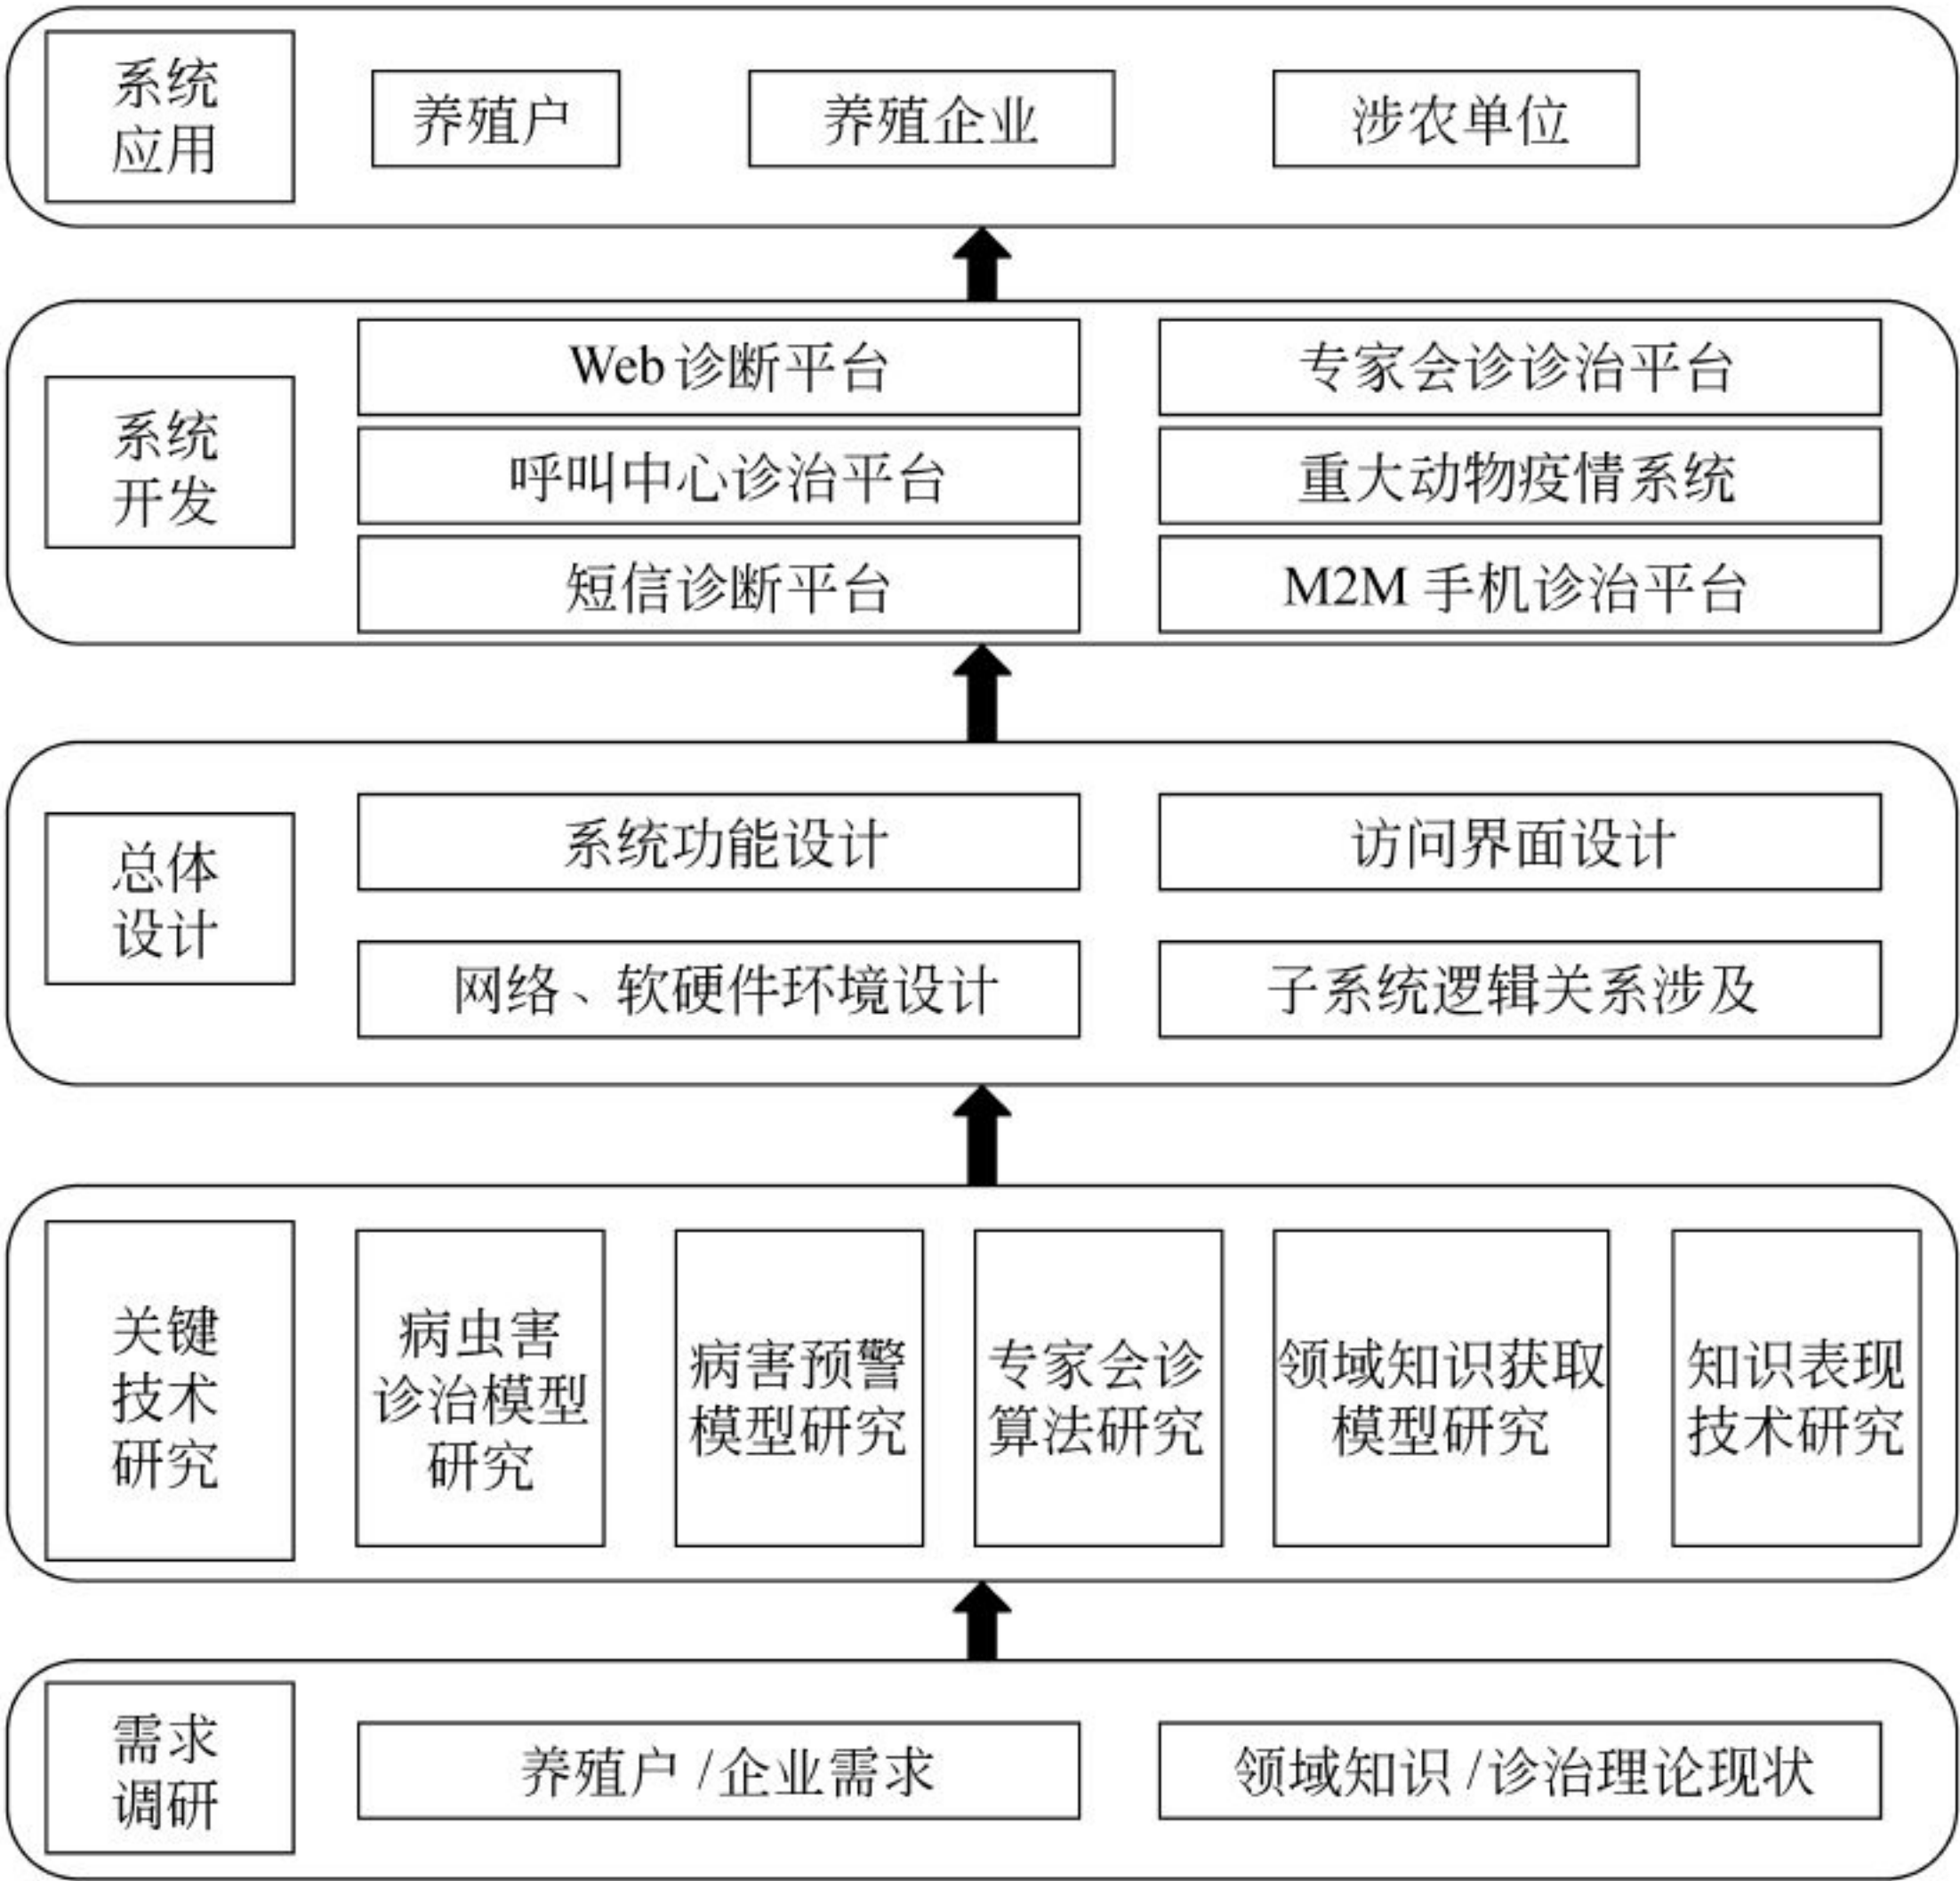 系统
应用
养殖户
养殖企业
涉农单位
系统
开发
Web 诊断平台
专家会诊诊治平台
呼叫中心诊治平台
重大动物疫情系统
短信诊断平台
M2M 手机诊治平台
总体
设计
系统功能设计
访问界面设计
网络、软硬件环境设计
子系统逻辑关系涉及
关键
技术
研究
病虫害
诊治模型
研究
病害预警
模型研究
专家会诊
算法研究
领域知识获取
模型研究
知识表现
技术研究
需求
调研
养殖户 /企业需求
领域知识 /诊治理论现状